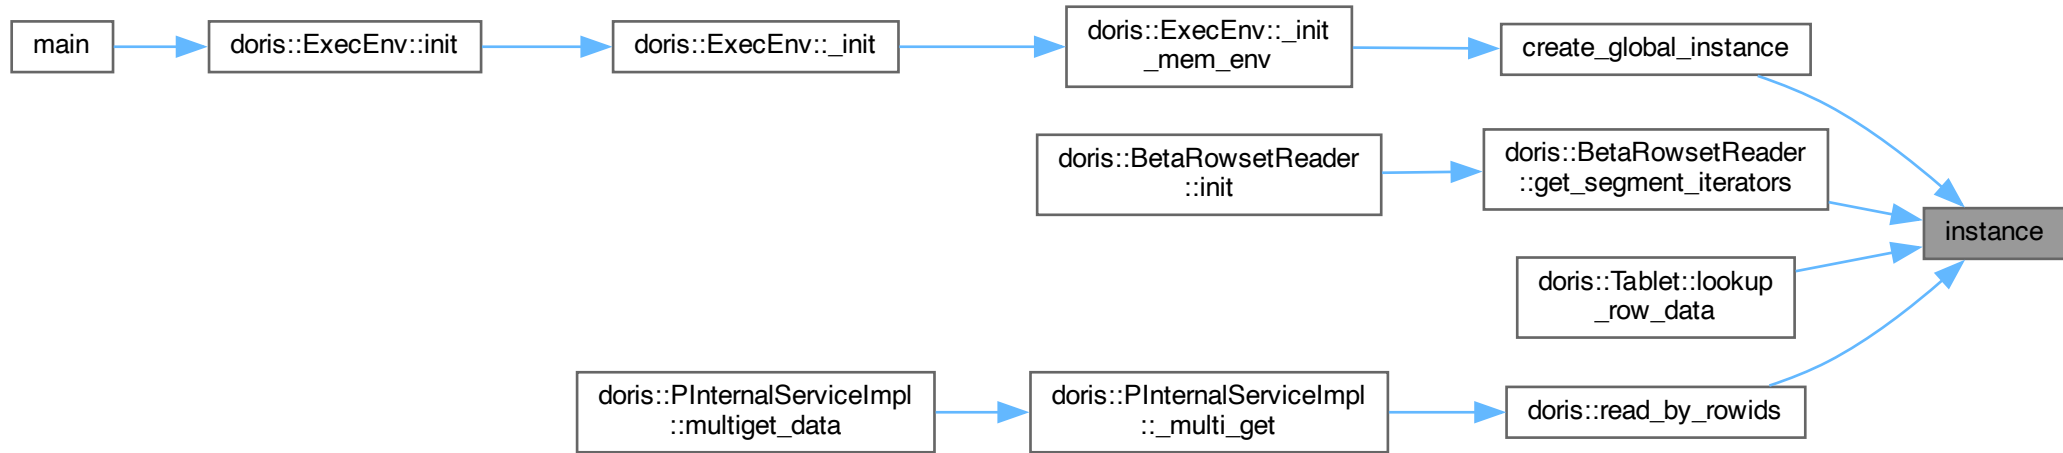 main
doris::ExecEnv::init
doris::ExecEnv::_init
doris::ExecEnv::_init
_mem_env
create_global_instance
doris::BetaRowsetReader
::init
doris::BetaRowsetReader
::get_segment_iterators
instance
doris::Tablet::lookup
_row_data
doris::PInternalServiceImpl
::multiget_data
doris::PInternalServiceImpl
::_multi_get
doris::read_by_rowids